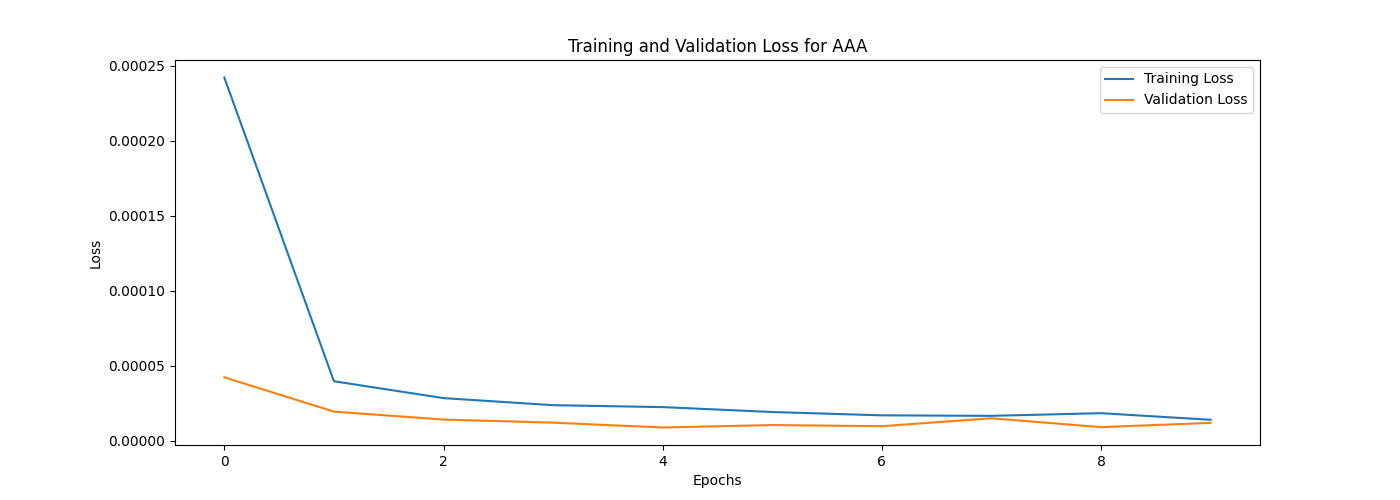 Training and Validation Loss for AAA
Training Loss
Validation Loss
Loss
0.00025
0.00020
0.00015
0.00010
0.00005
0.00000
0 2 4 6 8
Epochs